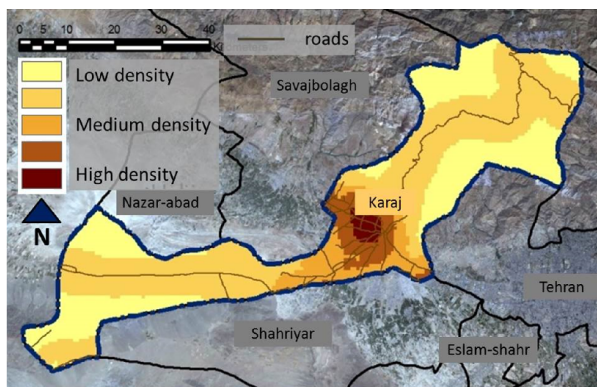 0 5 10 20 30 40
roads
Low density
Medium density
High density
N
Savajbolagh
Nazar-abad
Karaj
Tehran
Shahriyar
Eslam-shahr